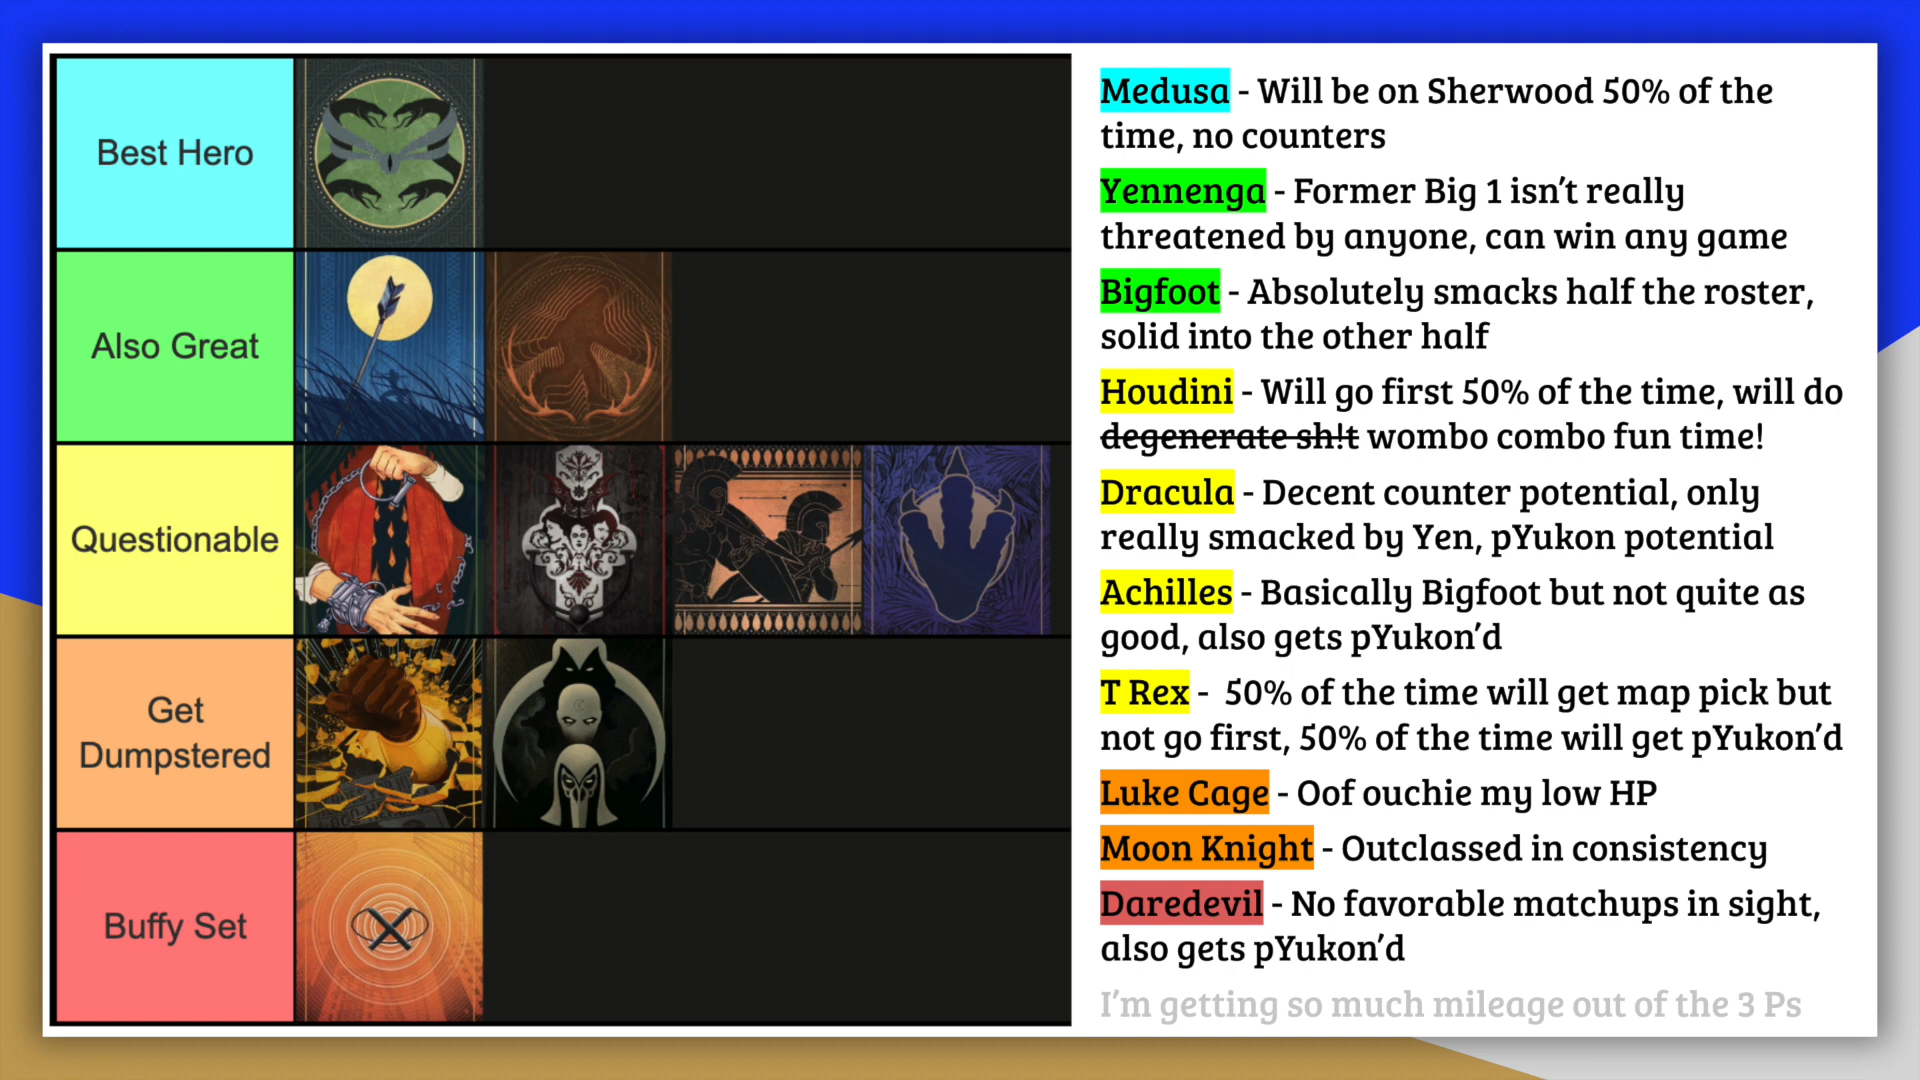 Best Hero
Also Great
Questionable
Get
Dumpstered
Buffy Set
Medusa - Will be on Sherwood 50% of the
time, no counters
Yennenga - Former Big 1 isn't really
threatened by anyone, can win any game
Bigfoot - Absolutely smacks half the roster,
solid into the other half
Houdini - Will go first 50% of the time, will do
degenerate sh!t wombo combo fun time!
Dracula - Decent counter potential, only
really smacked by Yen, pYukon potential
Achilles - Basically Bigfoot but not quite as
good, also gets pYukon'd
T Rex - 50% of the time will get map pick but
not go first, 50% of the time will get pYukon'd
Luke Cage - Oof ouchie my low HP
Moon Knight - Outclassed in consistency
Daredevil - No favorable matchups in sight,
also gets pYukon'd
I'm getting so much mileage out of the 3 Ps